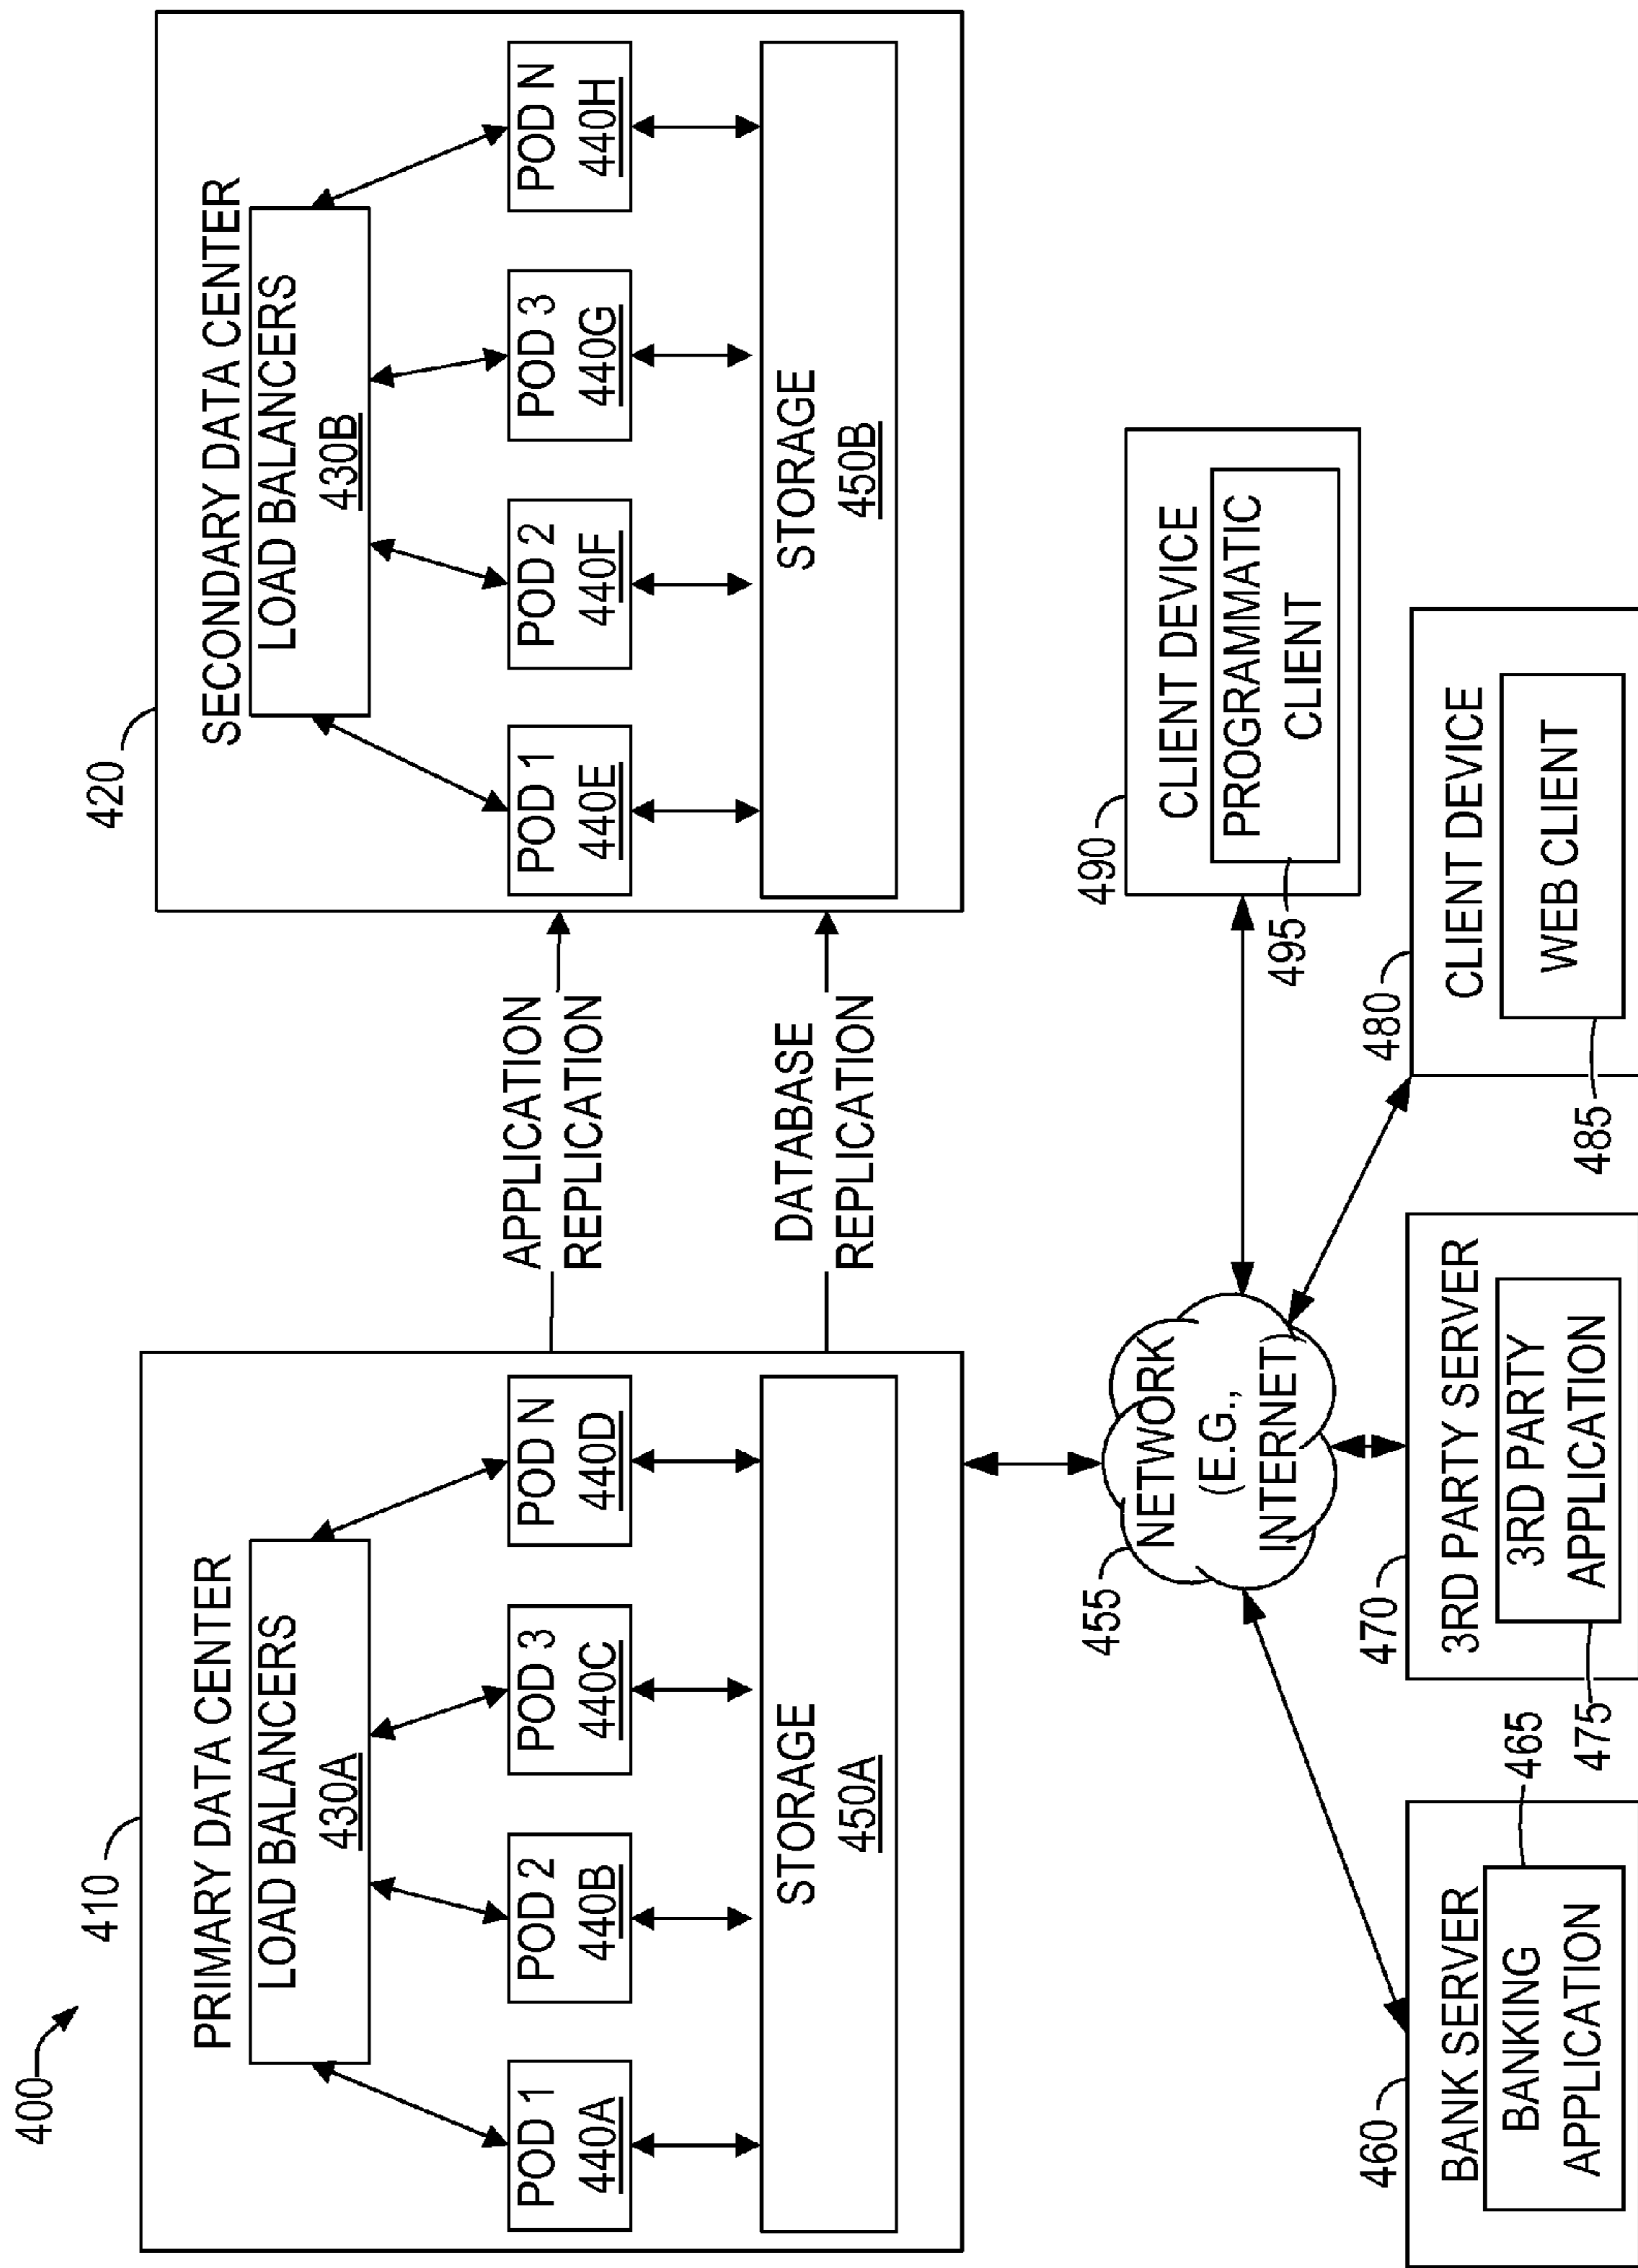 400
410
PRIMARY DATA CENTER
LOAD BALANCERS
430A
POD 1
440A
POD 2
440B
POD 3
440C
POD N
440D
STORAGE
450A
APPLICATION
REPLICATION
DATABASE
REPLICATION
420
SECONDARY DATA CENTER
LOAD BALANCERS
430B
POD 1
440E
POD 2
440F
POD 3
440G
POD N
440H
STORAGE
450B
455
NETWORK
(E.G.,
INTERNET)
460
BANK SERVER
BANKING
APPLICATION
465
470
3RD PARTY SERVER
3RD PARTY
APPLICATION
475
480
CLIENT DEVICE
WEB CLIENT
485
490
CLIENT DEVICE
PROGRAMMATIC
CLIENT
495